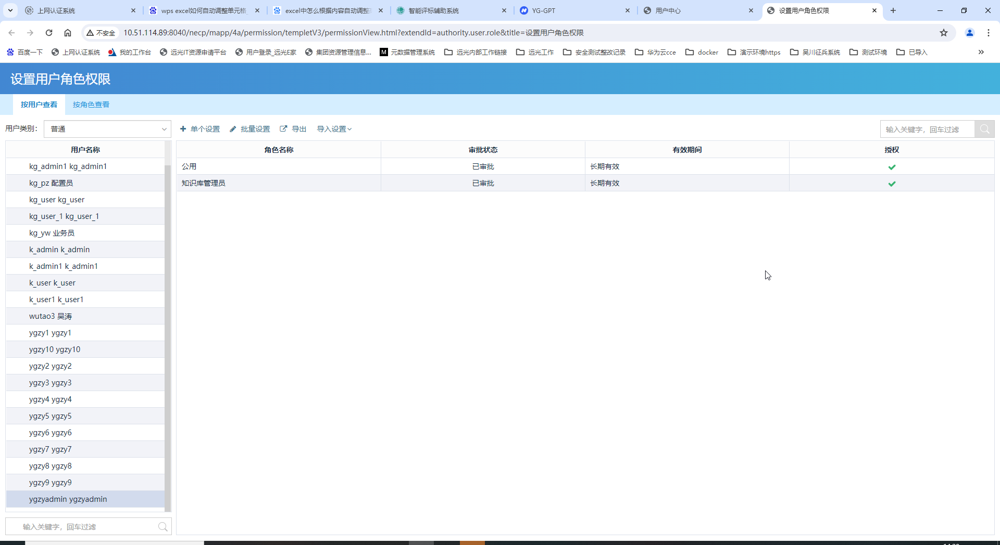 上网认证系统
wps excel如何自动调整单元格
excel中怎么根据内容自动调整
智能评标辅助系统
YG-GPT
用户中心
设置用户角色权限
不安全 10.51.114.89:8040/necp/mapp/4a/permission/templetV3/permissionView.html?extendId=authority.user.role&title=设置用户角色权限
百度一下 上网认证系统 我的工作台 远光IT资源申请平台 用户登录_远光E家 集团资源管理信息... M 元数据管理系统 远光内部工作链接 远光工作 安全测试整改记录 华为云cce docker 演示环境https 吴川征兵系统 测试环境 已导入 »
设置用户角色权限
按用户查看 按角色查看
用户类别： 普通 单个设置 批量设置 导出 导入设置 输入关键字，回车过滤
用户名称
kg_admin1 kg_admin1
kg_pz 配置员
kg_user kg_user
kg_user_1 kg_user_1
kg_yw 业务员
k_admin k_admin
k_admin1 k_admin1
k_user k_user
k_user1 k_user1
wutao3 吴涛
ygzy1 ygzy1
ygzy10 ygzy10
ygzy2 ygzy2
ygzy3 ygzy3
ygzy4 ygzy4
ygzy5 ygzy5
ygzy6 ygzy6
ygzy7 ygzy7
ygzy8 ygzy8
ygzy9 ygzy9
ygzyadmin ygzyadmin
输入关键字，回车过滤
角色名称 审批状态 有效期间 授权
公用 已审批 长期有效
知识库管理员 已审批 长期有效